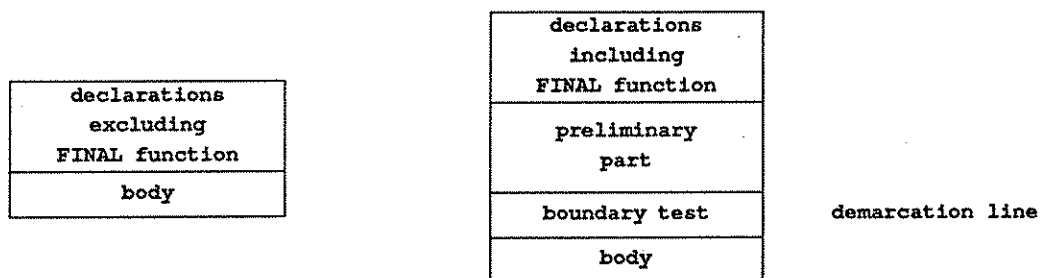 declarations
excluding
FINAL function
body
declarations
including
FINAL function
preliminary
part
boundary test
demarcation line
body